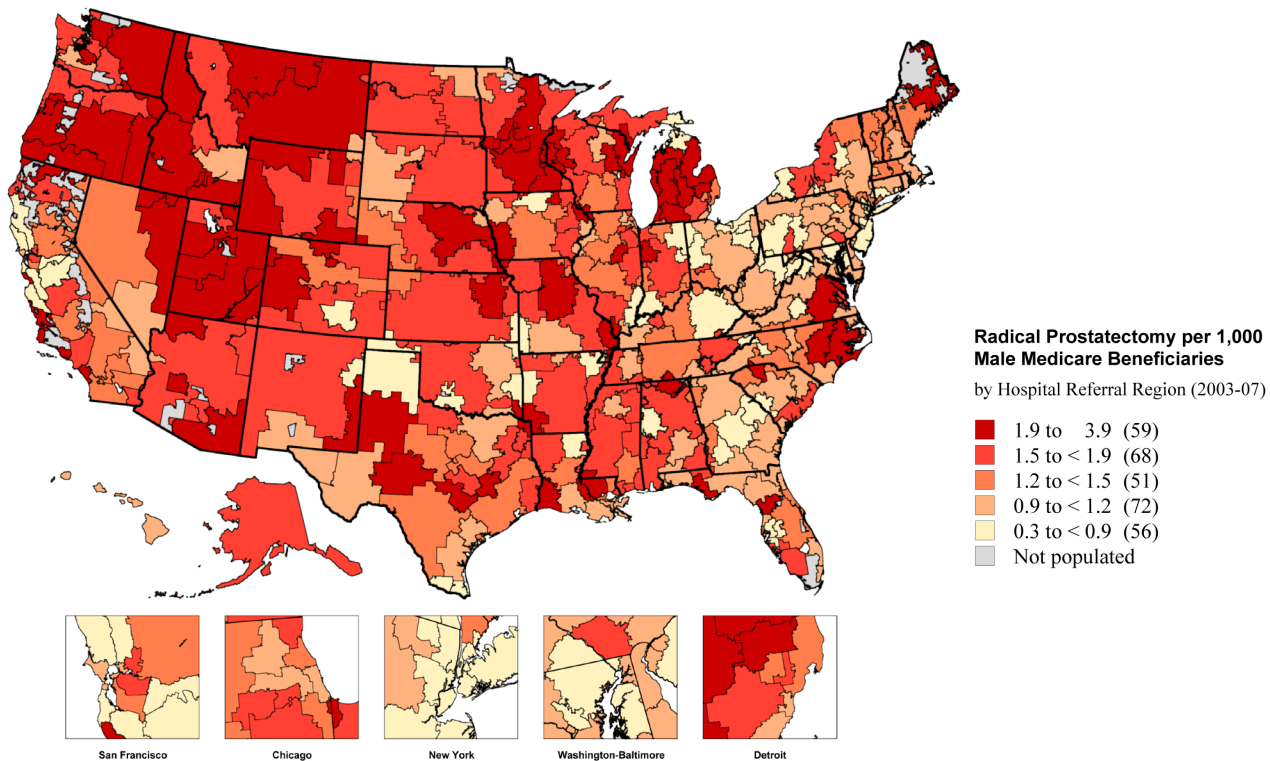 Radical Prostatectomy per 1,000
Male Medicare Beneficiaries
by Hospital Referral Region (2003-07)
1.9 to 3.9 (59)
1.5 to < 1.9 (68)
1.2 to < 1.5 (51)
0.9 to < 1.2 (72)
0.3 to < 0.9 (56)
Not populated
San Francisco
Chicago
New York
Washington-Baltimore
Detroit